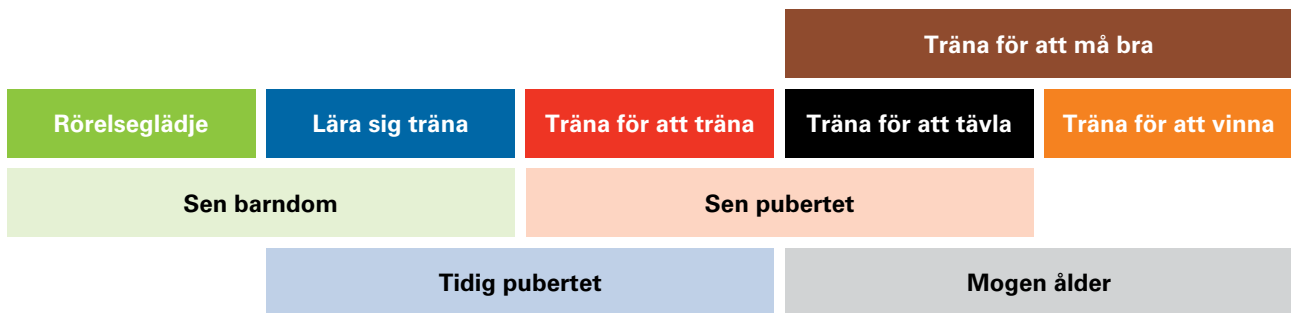 Träna för att må bra
Rörelseglädje
Lära sig träna
Träna för att träna
Träna för att tävla
Träna för att vinna
Sen barndom
Sen pubertet
Tidig pubertet
Mogen ålder